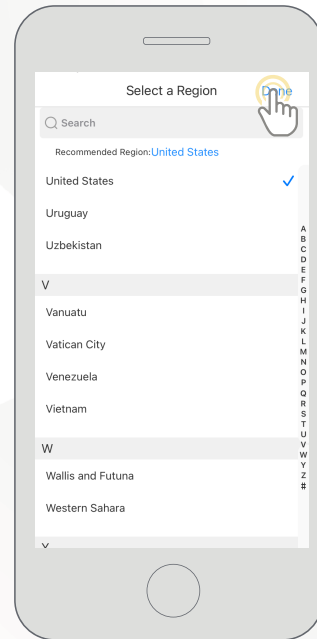 Select a Region Done
Search
Recommended Region:United States
United States
Uruguay
Uzbekistan
V
Vanuatu
Vatican City
Venezuela
Vietnam
W
Wallis and Futuna
Western Sahara
A
B
C
D
E
F
G
H
I
J
K
L
M
N
O
P
Q
R
S
T
U
V
W
Y
Z
#